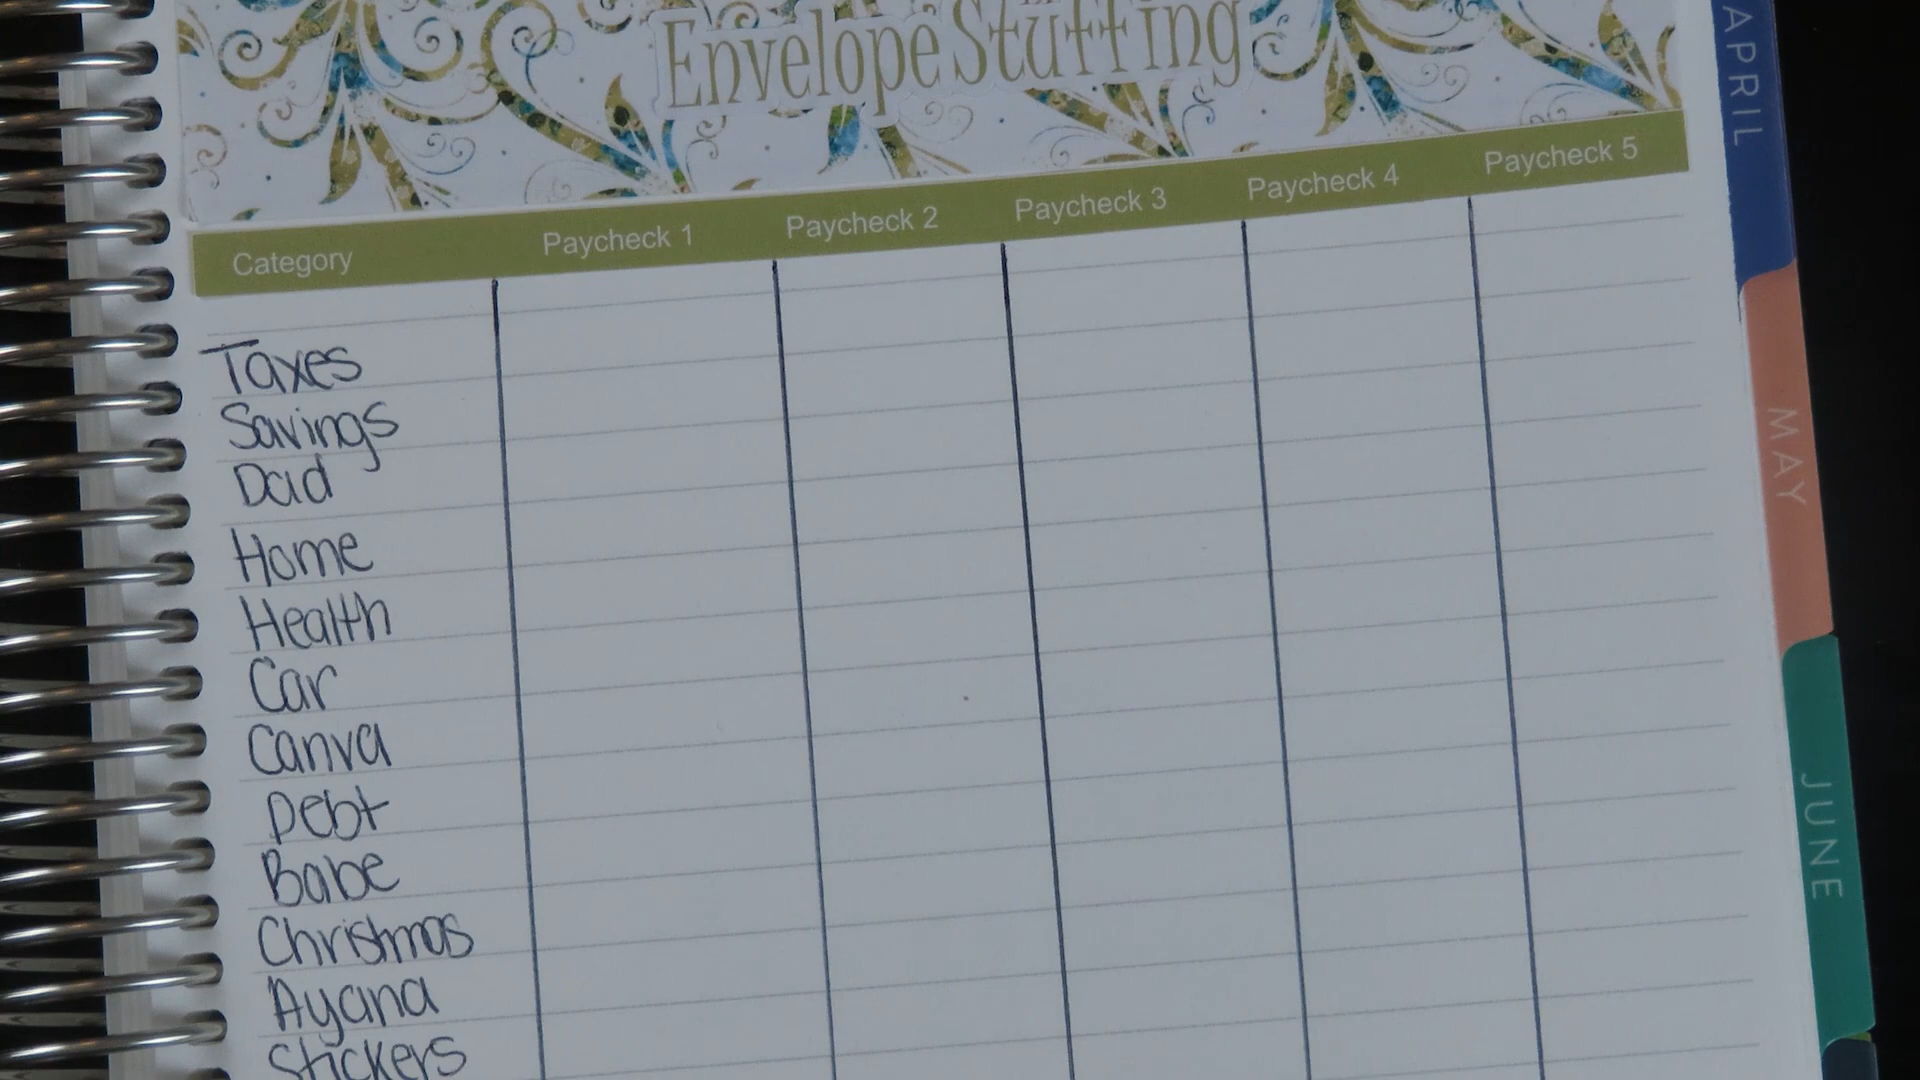 Envelope Stuffing
Category Paycheck 1 Paycheck 2 Paycheck 3 Paycheck 4 Paycheck 5
Taxes
Savings
Dad
Home
Health
Car
Canva
Debt
Babe
Christmas
Ayana
Stickers
APRIL
MAY
JUNE